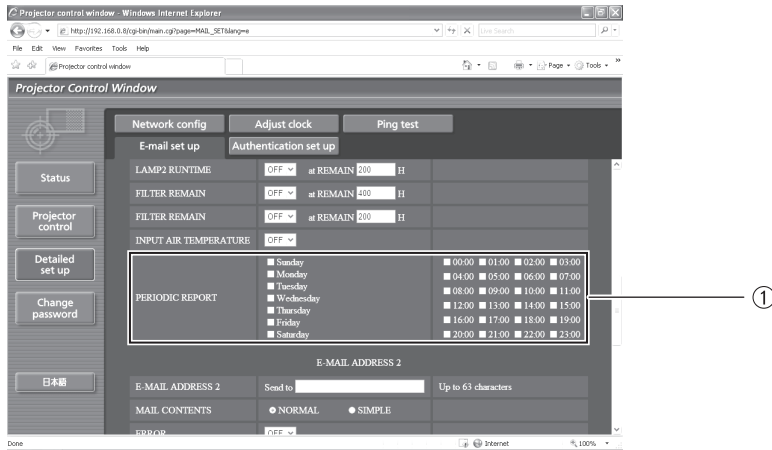 Projector control window - Windows Internet Explorer
http://192.168.0.8/cgi-bin/main.cgi?page=MAIL_SET&lang=e
Live Search
File Edit View Favorites Tools Help
Projector control window
Page Tools »
Projector Control Window
Network config Adjust clock Ping test
E-mail set up Authentication set up
Status
Projector control
Detailed set up
Change password
日本語
LAMP2 RUNTIME OFF at REMAIN 200 H
FILTER REMAIN OFF at REMAIN 400 H
FILTER REMAIN OFF at REMAIN 200 H
INPUT AIR TEMPERATURE OFF
PERIODIC REPORT
Sunday
Monday
Tuesday
Wednesday
Thursday
Friday
Saturday
00:00 01:00 02:00 03:00
04:00 05:00 06:00 07:00
08:00 09:00 10:00 11:00
12:00 13:00 14:00 15:00
16:00 17:00 18:00 19:00
20:00 21:00 22:00 23:00
①
E-MAIL ADDRESS 2
E-MAIL ADDRESS 2 Send to Up to 63 characters
MAIL CONTENTS NORMAL SIMPLE
ERROR OFF
Done Internet 100%